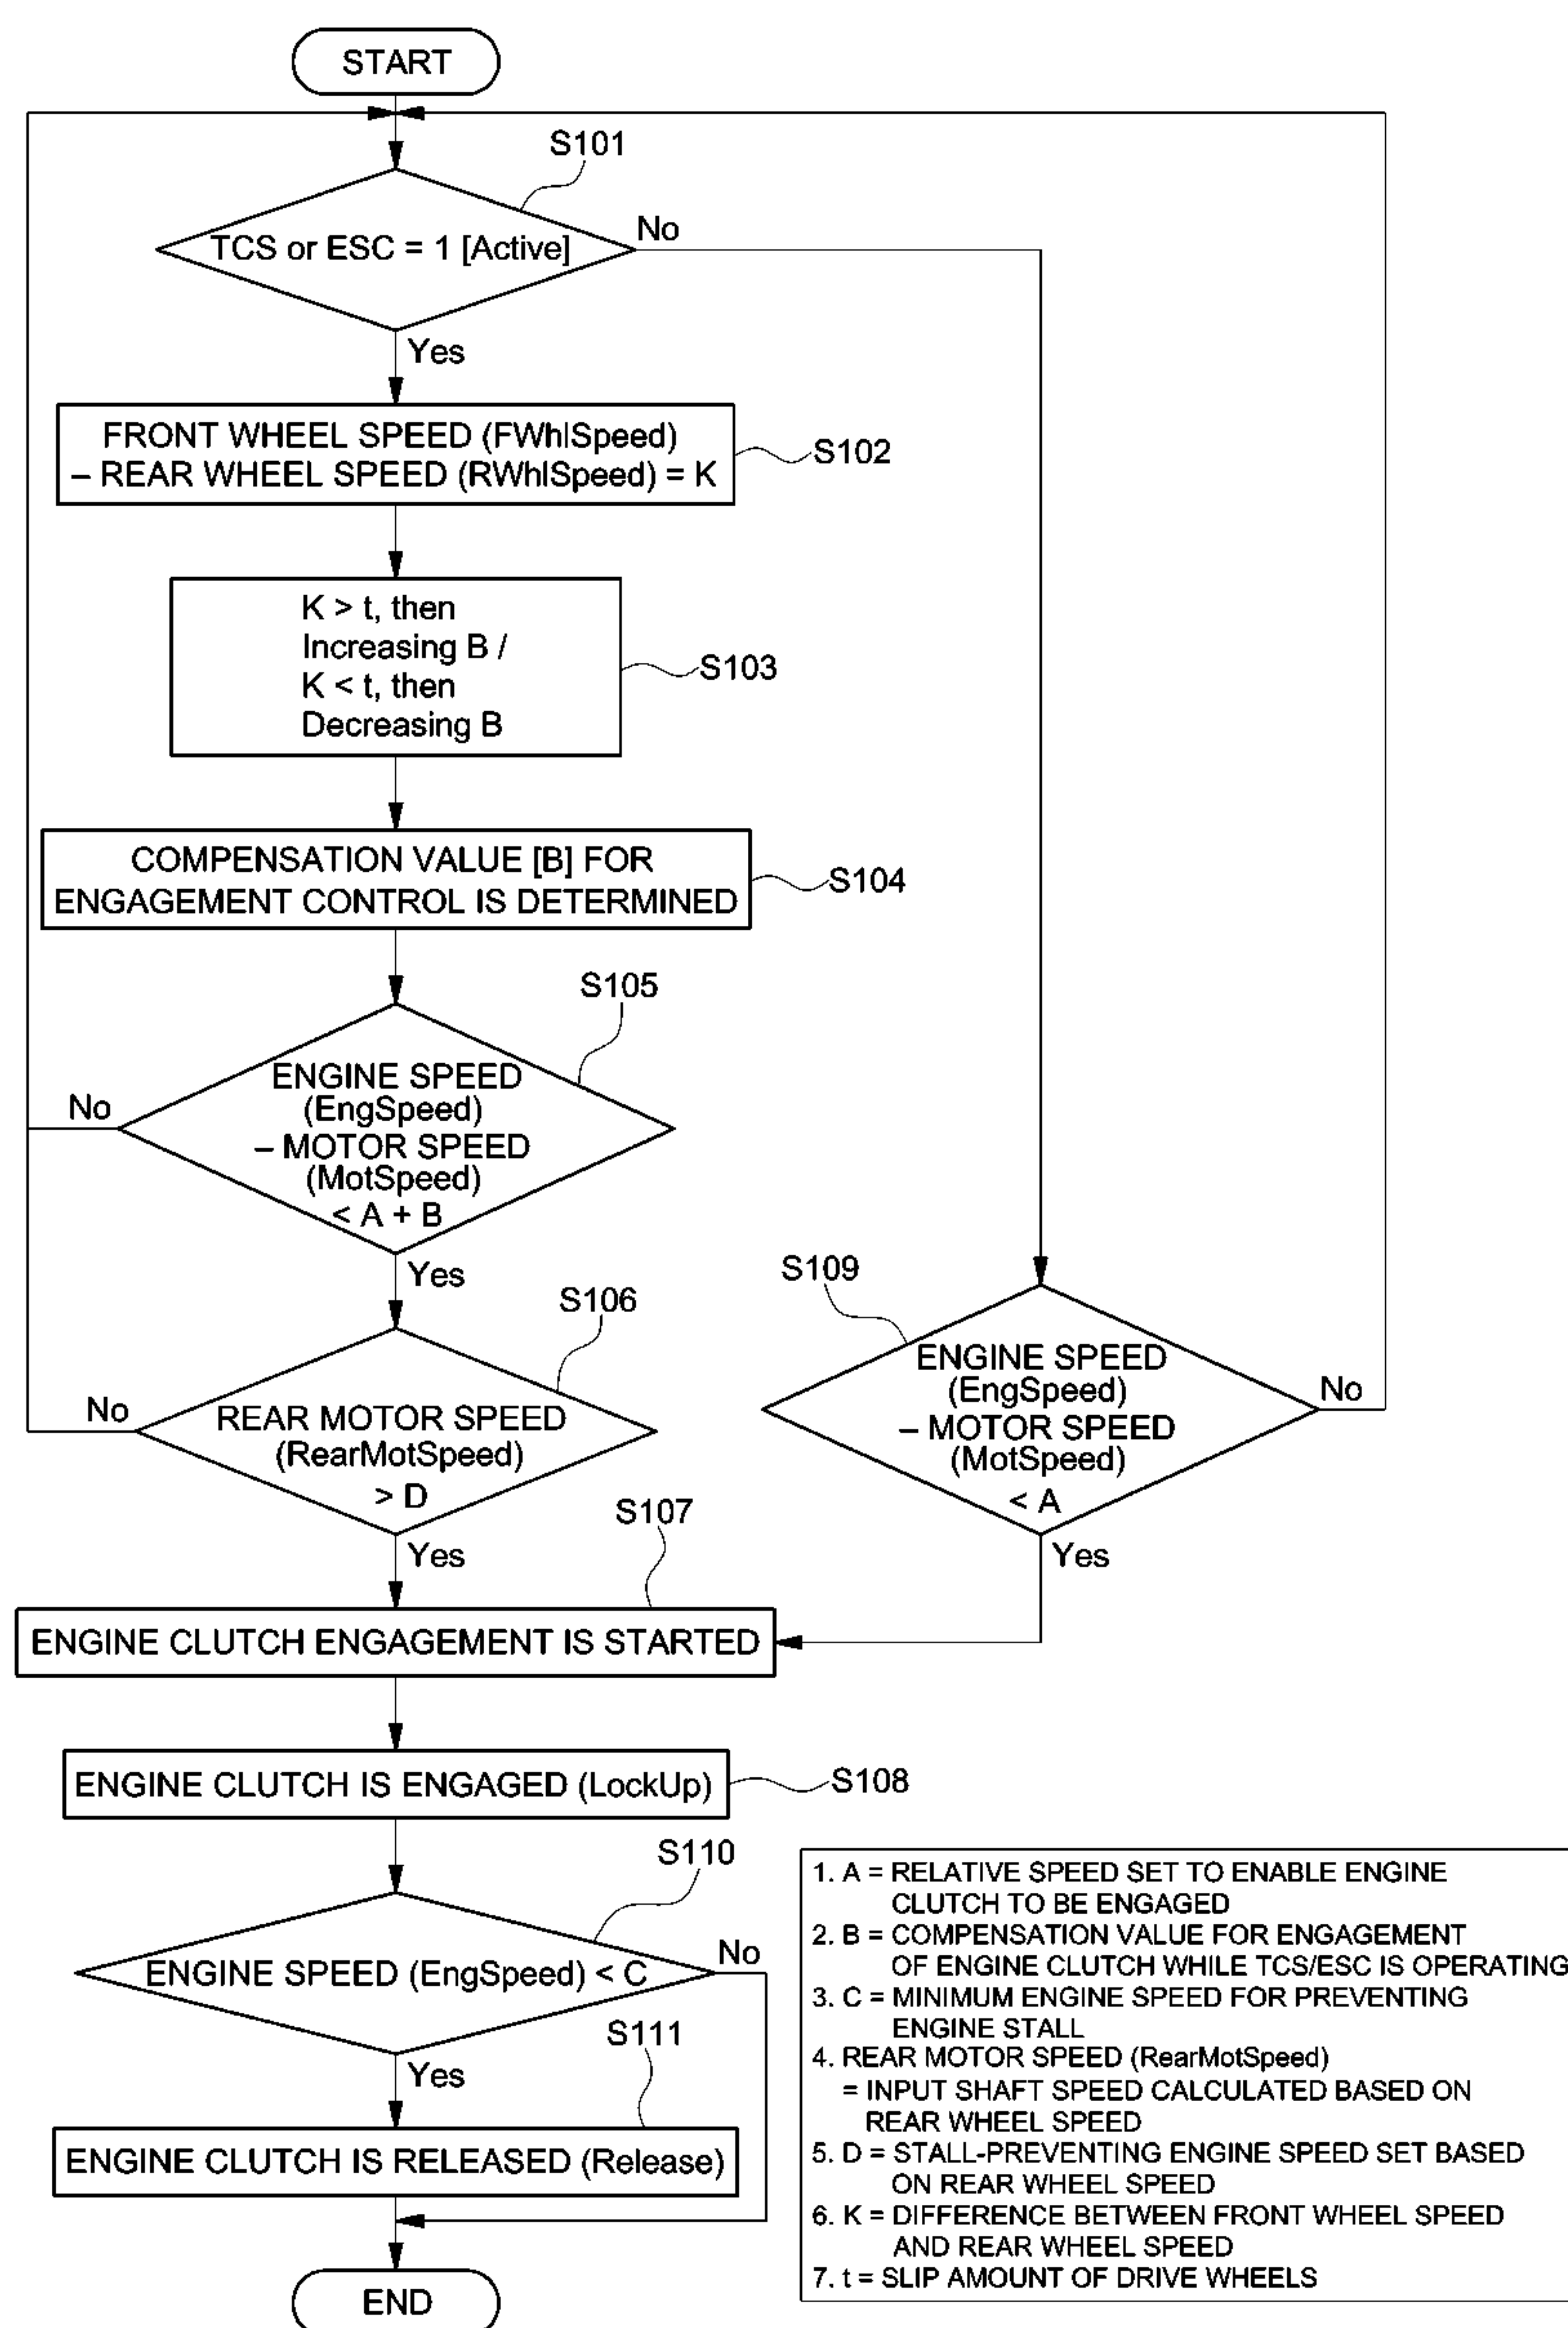 START
S101
TCS or ESC = 1 [Active]
No
Yes
FRONT WHEEL SPEED (FWhlSpeed)
– REAR WHEEL SPEED (RWhlSpeed) = K
S102
K > t, then
Increasing B /
K < t, then
Decreasing B
S103
COMPENSATION VALUE [B] FOR
ENGAGEMENT CONTROL IS DETERMINED
S104
S105
ENGINE SPEED
(EngSpeed)
– MOTOR SPEED
(MotSpeed)
< A + B
No
Yes
S106
REAR MOTOR SPEED
(RearMotSpeed)
> D
No
Yes
S109
ENGINE SPEED
(EngSpeed)
– MOTOR SPEED
(MotSpeed)
< A
No
Yes
S107
ENGINE CLUTCH ENGAGEMENT IS STARTED
ENGINE CLUTCH IS ENGAGED (LockUp)
S108
S110
ENGINE SPEED (EngSpeed) < C
No
Yes
S111
ENGINE CLUTCH IS RELEASED (Release)
END
1. A = RELATIVE SPEED SET TO ENABLE ENGINE
CLUTCH TO BE ENGAGED
2. B = COMPENSATION VALUE FOR ENGAGEMENT
OF ENGINE CLUTCH WHILE TCS/ESC IS OPERATING
3. C = MINIMUM ENGINE SPEED FOR PREVENTING
ENGINE STALL
4. REAR MOTOR SPEED (RearMotSpeed)
= INPUT SHAFT SPEED CALCULATED BASED ON
REAR WHEEL SPEED
5. D = STALL-PREVENTING ENGINE SPEED SET BASED
ON REAR WHEEL SPEED
6. K = DIFFERENCE BETWEEN FRONT WHEEL SPEED
AND REAR WHEEL SPEED
7. t = SLIP AMOUNT OF DRIVE WHEELS